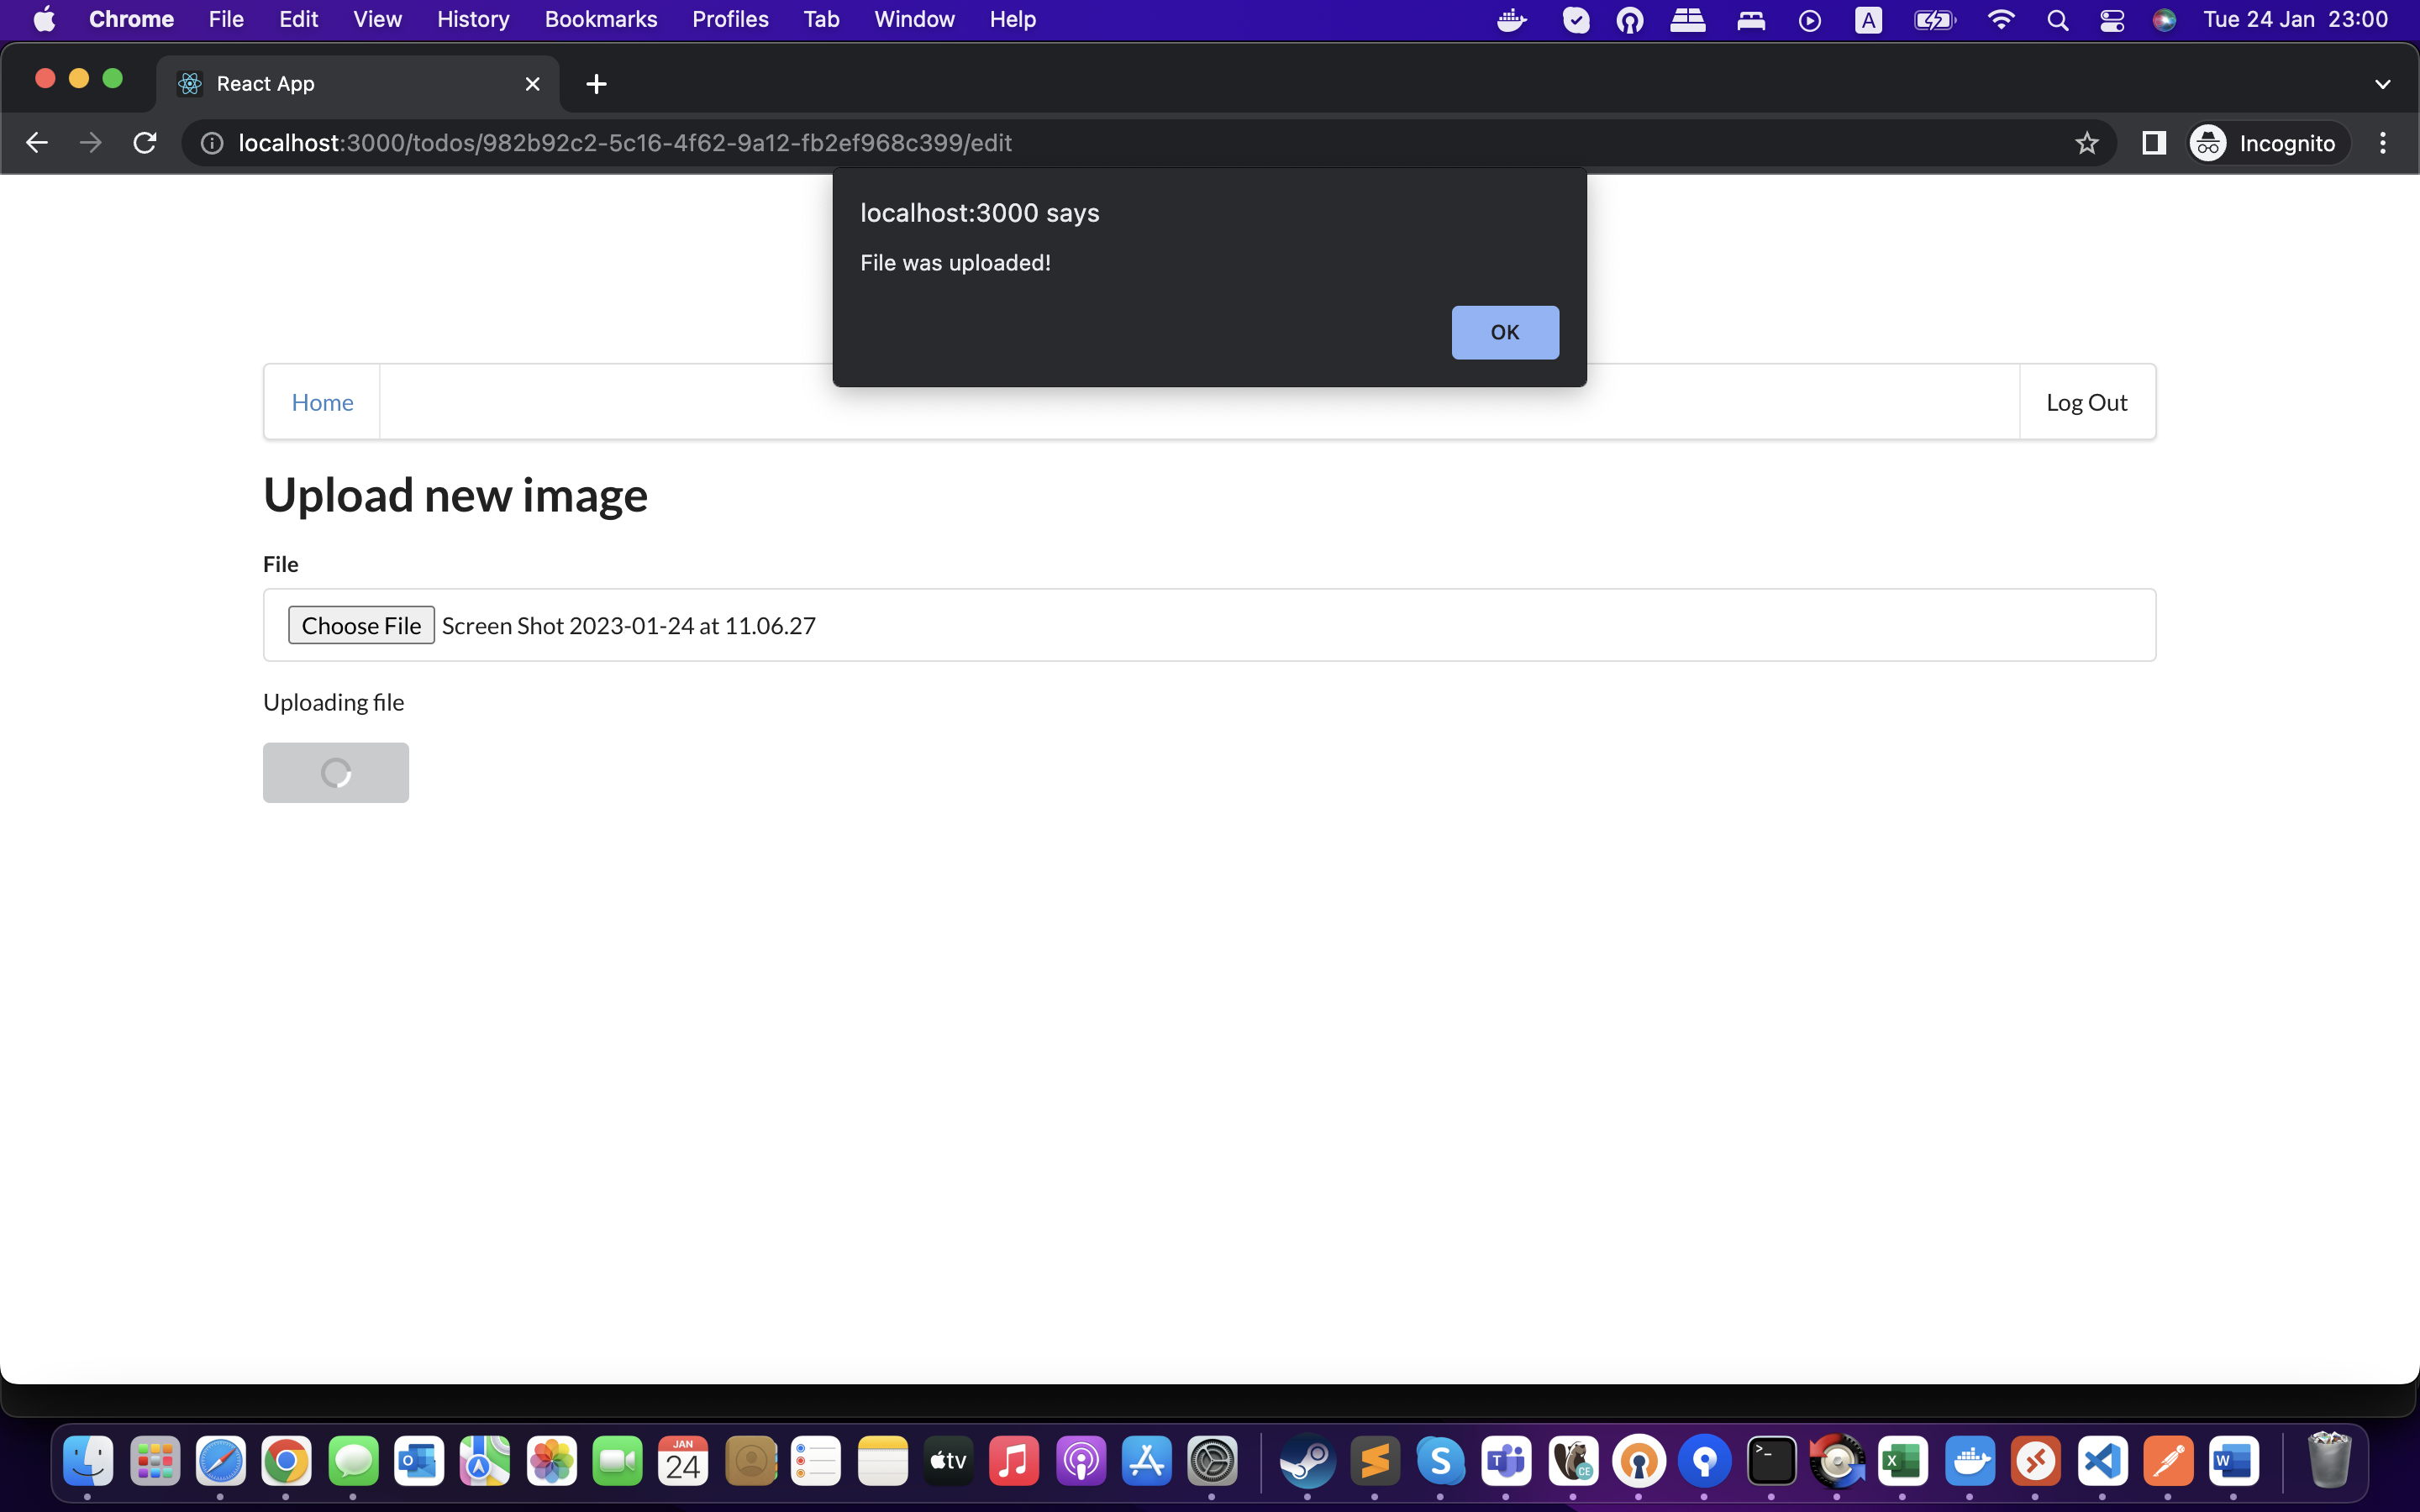 Chrome File Edit View History Bookmarks Profiles Tab Window Help A Tue 24 Jan 23:00
React App
localhost:3000/todos/982b92c2-5c16-4f62-9a12-fb2ef968c399/edit Incognito
localhost:3000 says
File was uploaded!
OK
Home Log Out
Upload new image
File
Choose File Screen Shot 2023-01-24 at 11.06.27
Uploading file
JAN
24
tv
CE